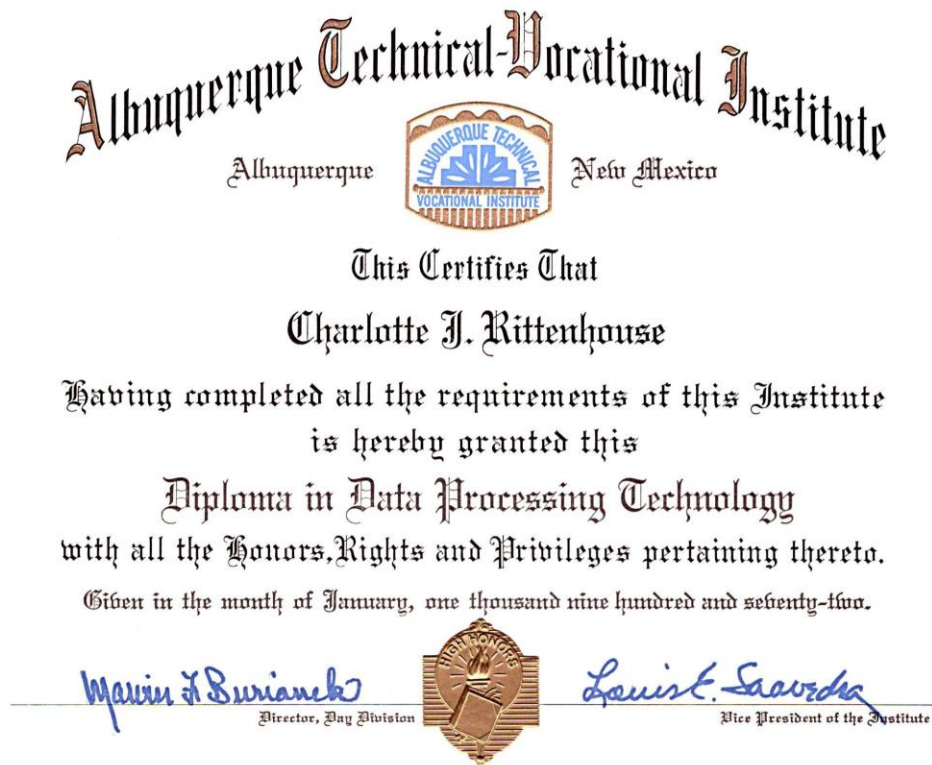 Albuquerque Technical-Vocational Institute
Albuquerque
ALBUQUERQUE TECHNICAL
VOCATIONAL INSTITUTE
New Mexico
This Certifies That
Charlotte J. Rittenhouse
Having completed all the requirements of this Institute
is hereby granted this
Diploma in Data Processing Technology
with all the Honors, Rights and Privileges pertaining thereto.
Given in the month of January, one thousand nine hundred and seventy-two.
HIGH HONORS
Louis E. Saavedra
Director, Day Division
Vice President of the Institute